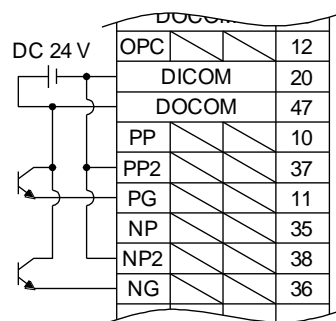 DOCOM
OPC 12
DC 24 V
DICOM 20
DOCOM 47
PP 10
PP2 37
PG 11
NP 35
NP2 38
NG 36